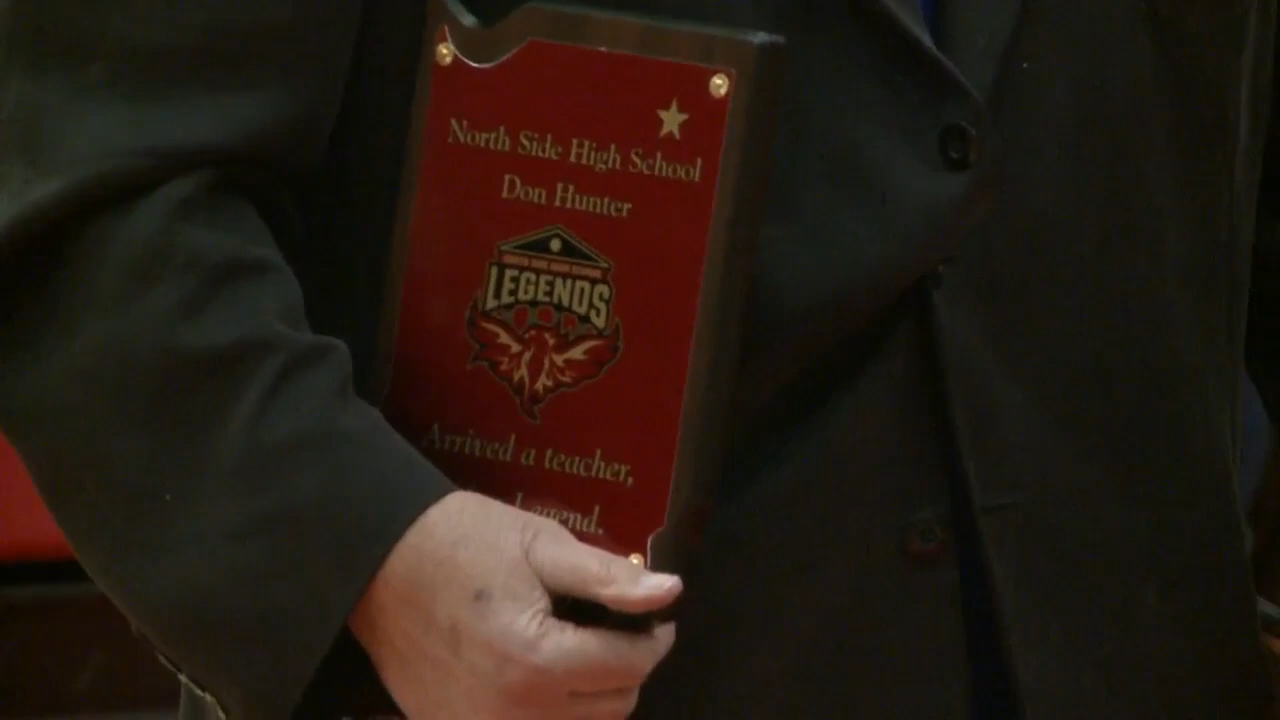 North Side High School
Don Hunter
LEGENDS
Arrived a teacher,
Legend.